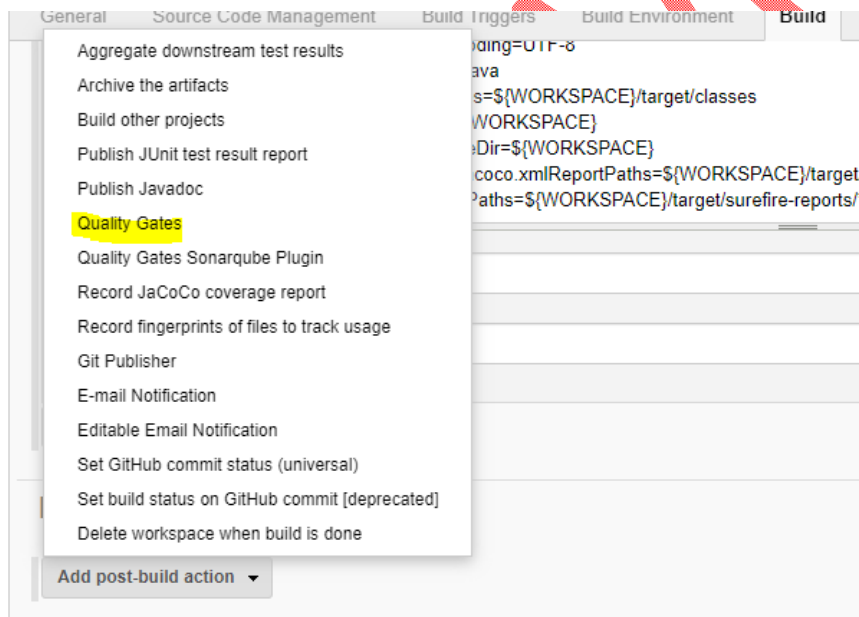 General Source Code Management Build Triggers Build Environment Build
Aggregate downstream test results
Archive the artifacts
Build other projects
Publish JUnit test result report
Publish Javadoc
Quality Gates
Quality Gates Sonarqube Plugin
Record JaCoCo coverage report
Record fingerprints of files to track usage
Git Publisher
E-mail Notification
Editable Email Notification
Set GitHub commit status (universal)
Set build status on GitHub commit [deprecated]
Delete workspace when build is done
oding=UTF-8
ava
s=${WORKSPACE}/target/classes
WORKSPACE}
eDir=${WORKSPACE}
coco.xmlReportPaths=${WORKSPACE}/target
Paths=${WORKSPACE}/target/surefire-reports/
Add post-build action